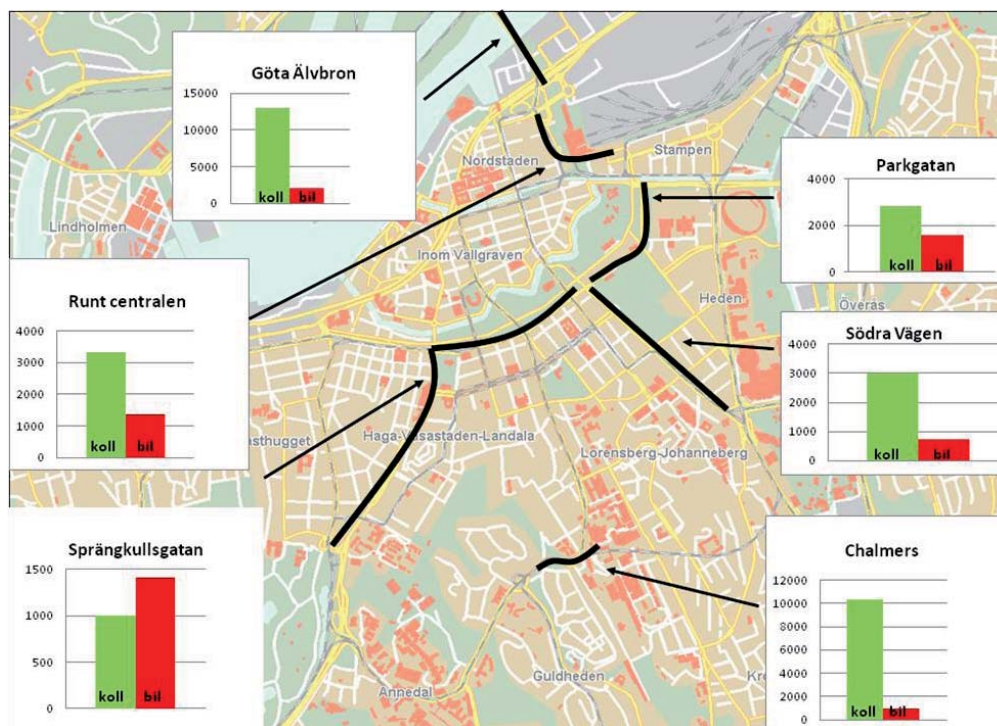 Göta Älvbron
15000
10000
5000
0
koll bil
Nordstaden
Stampen
Lindholmen
Inom Vallgraven
Heden
Överås
Parkgatan
4000
2000
0
koll bil
Runt centralen
4000
3000
2000
1000
0
koll bil
Södra Vägen
4000
3000
2000
1000
0
koll bil
Haga-Vasastaden-Landala
Lorensberg-Johanneberg
Sprängkullsgatan
1500
1000
500
0
koll bil
Chalmers
12000
10000
8000
6000
4000
2000
0
koll bil
Annedal
Guldheden